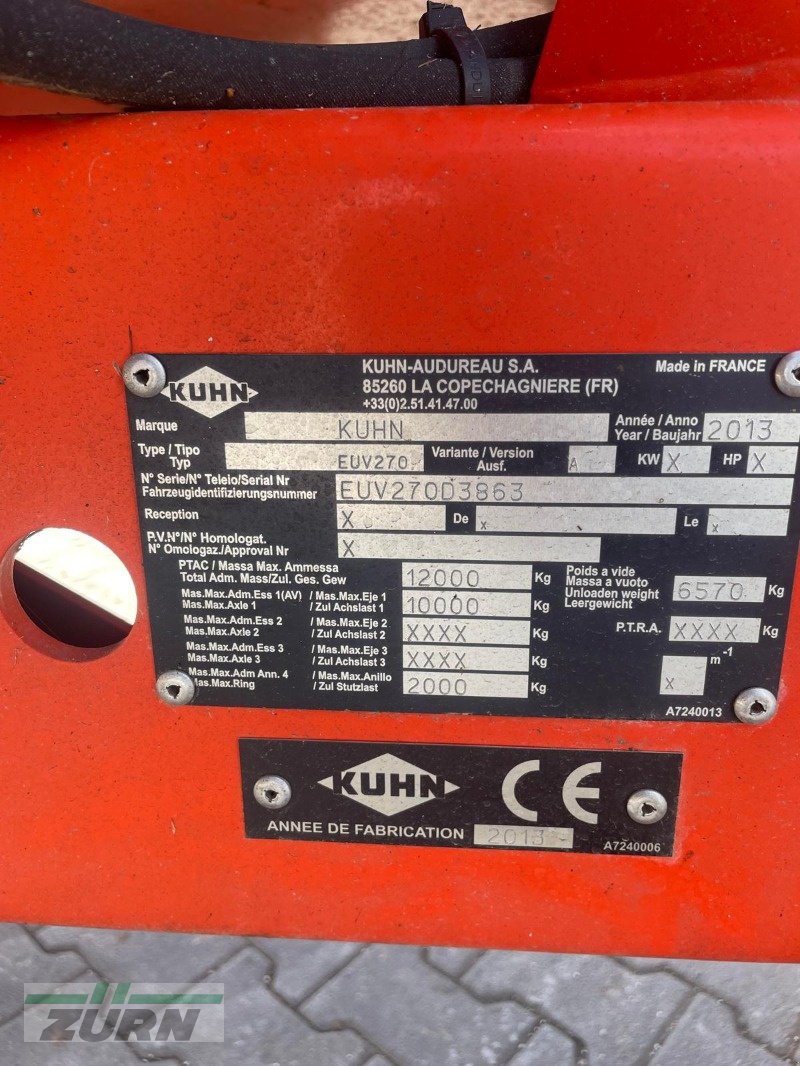 KUHN
KUHN-AUDUREAU S.A.
85260 LA COPECHAGNIERE (FR)
+33(0)2.51.41.47.00
Made in FRANCE
Marque KUHN Année / Anno Year / Baujahr 2013
Type / Tipo Typ EUV270 Variante / Version Ausf. A KW X HP X
N° Serie/N° Teleio/Serial Nr
Fahrzeugidentifizierungsnummer EUV270D3863
Reception X De x Le x
P.V.N°/N° Homologat.
N° Omciogaz./Approval Nr X
PTAC / Massa Max. Ammessa
Total Adm. Mass/Zul. Ges. Gew 12000 Kg
Mas.Max.Adm.Ess 1(AV) / Mas.Max.Eje 1
Mas.Max.Axle 1 / Zul Achslast 1 10000 Kg
Mas.Max.Adm.Ess 2 / Mas.Max.Eje 2
Mas.Max.Axle 2 / Zul Achslast 2 XXXX Kg
Mas.Max.Adm.Ess 3 / Mas.Max.Eje 3
Mas.Max.Axle 3 / Zul Achslast 3 XXXX Kg
Mas.Max.Adm Ann. 4 / Mas.Max.Anillo
Mas.Max.Ring / Zul Stutzlast 2000 Kg
Poids a vide
Massa a vuoto
Unloaden weight
Leergewicht 6570 Kg
P.T.R.A. XXXX Kg
x m-1
A7240013
KUHN CE
ANNEE DE FABRICATION 2013
A7240006
ZÜRN